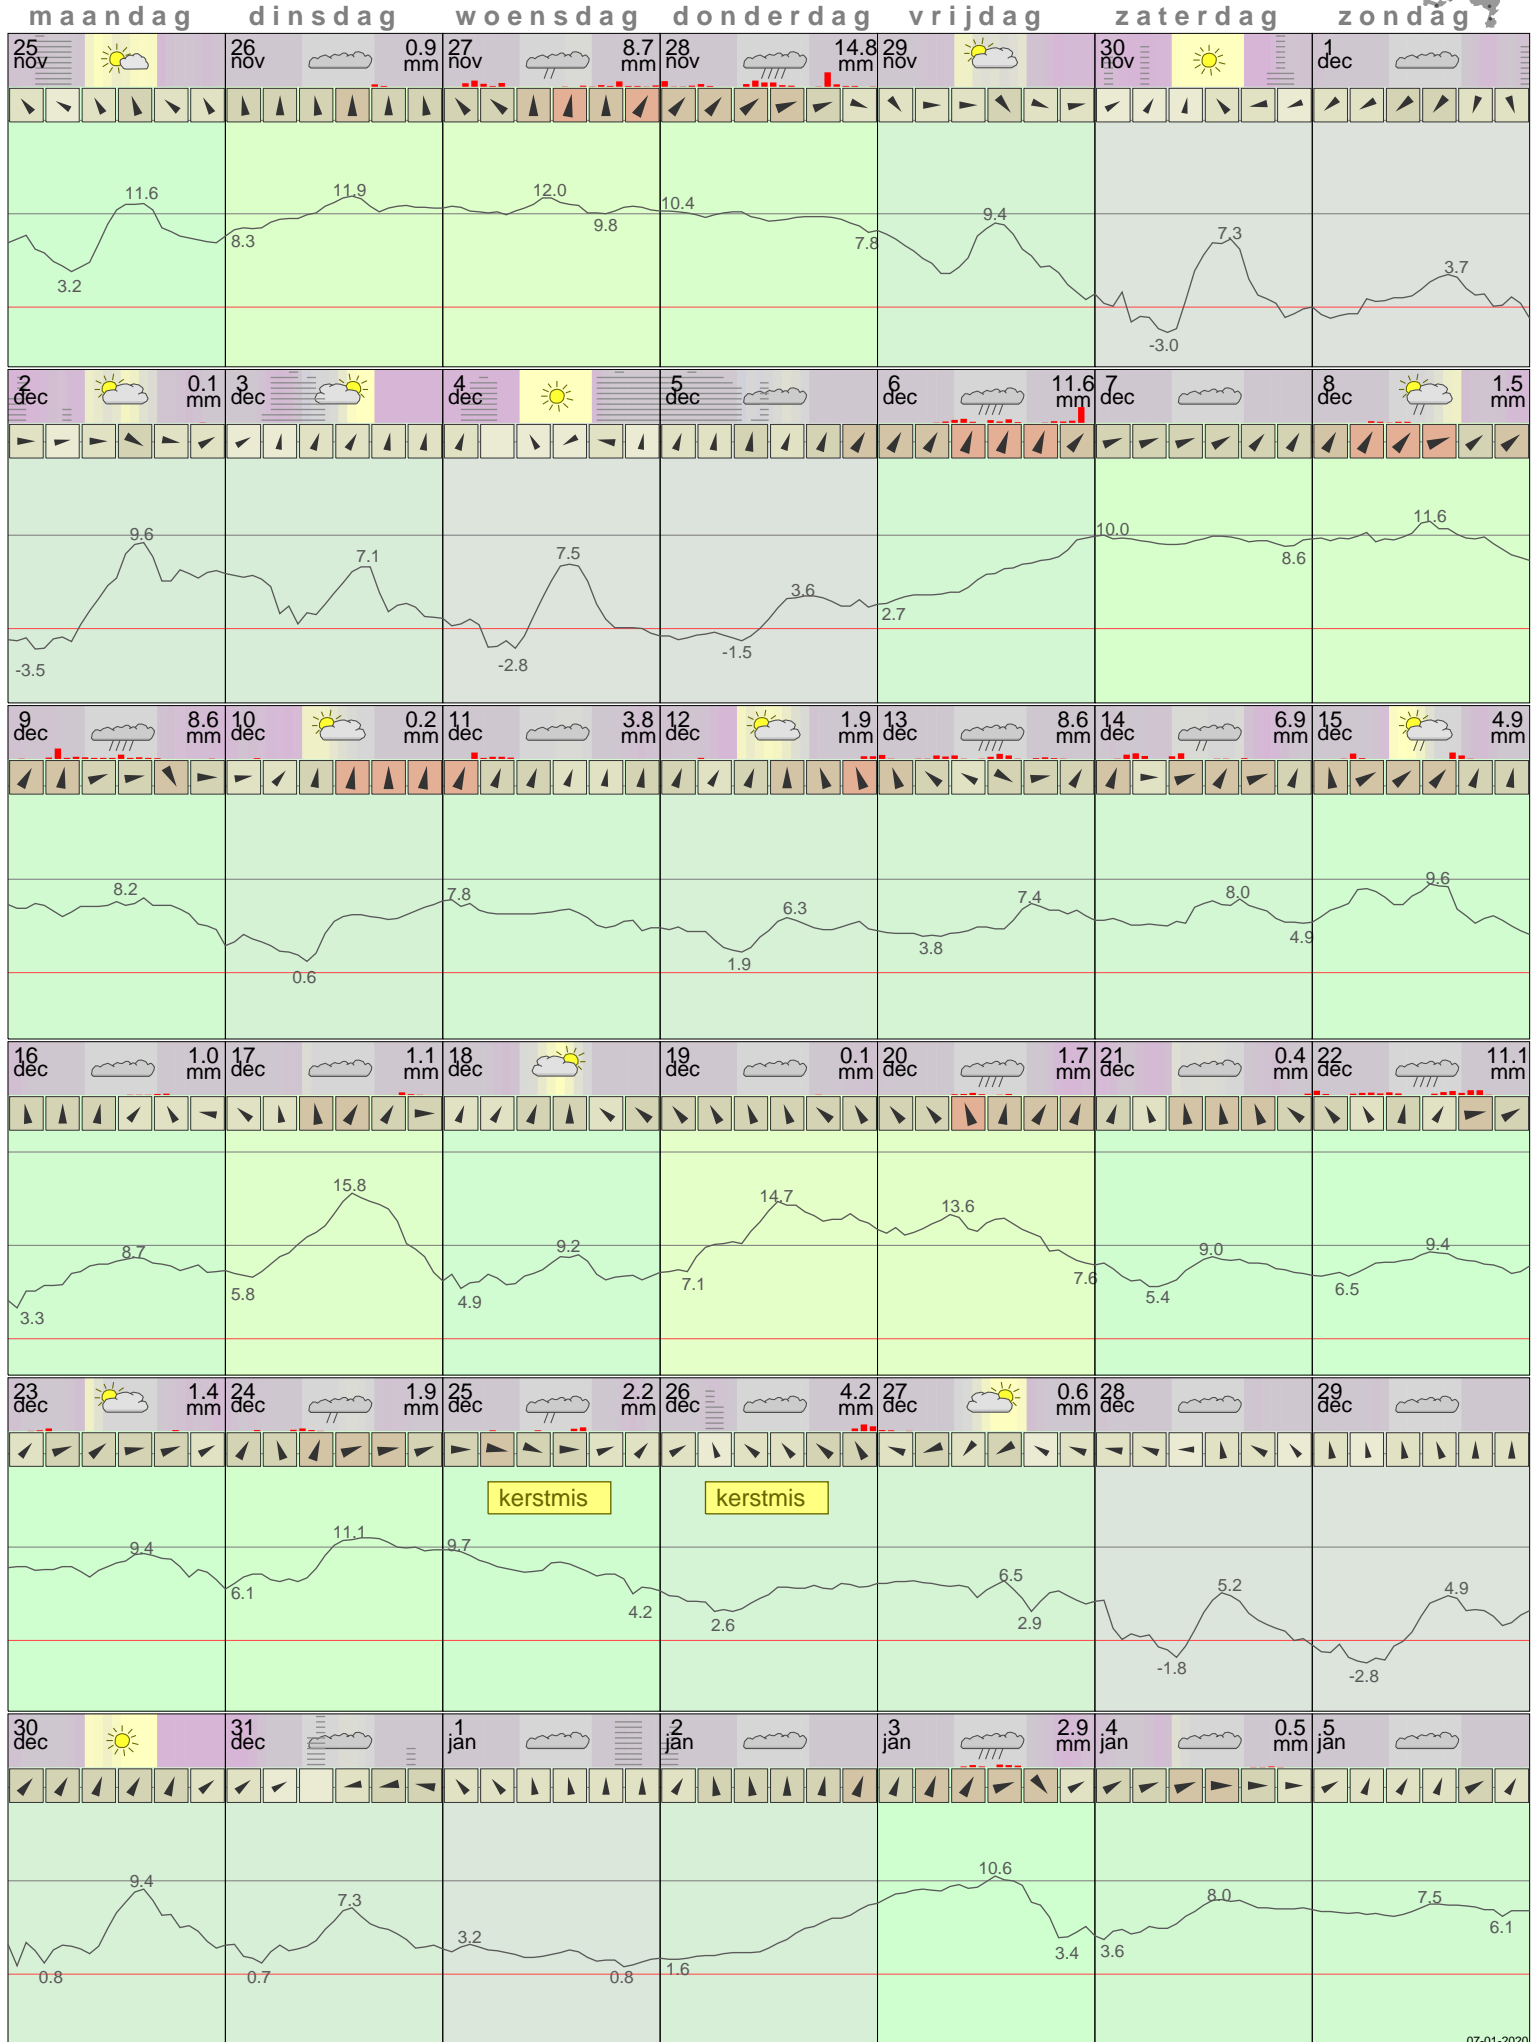 maandag dinsdag woensdag donderdag vrijdag zaterdag zondag
25 26 0.9 27 8.7 28 14.8 29 30 1
nov nov mm nov mm nov mm nov nov dec
11.6 11.9 12.0 10.4 9.4 7.3 3.7
3.2 8.3 9.8 7.8 -3.0
2 0.1 3 4 5 6 11.6 7 8 1.5
dec mm dec dec dec dec mm dec dec mm
9.6 7.1 7.5 3.6 10.0 11.6
-3.5 -2.8 -1.5 2.7 8.6
9 8.6 10 0.2 11 3.8 12 1.9 13 8.6 14 6.9 15 4.9
dec mm dec mm dec mm dec mm dec mm dec mm dec mm
8.2 7.8 6.3 7.4 8.0 9.6
0.6 1.9 3.8 4.9
16 1.0 17 1.1 18 19 0.1 20 1.7 21 0.4 22 11.1
dec mm dec mm dec dec mm dec mm dec mm dec mm
8.7 15.8 9.2 14.7 13.6 9.0 9.4
3.3 5.8 4.9 7.1 7.6 5.4 6.5
23 1.4 24 1.9 25 2.2 26 4.2 27 0.6 28 29
dec mm dec mm dec mm dec mm dec mm dec dec
kerstmis kerstmis
9.4 11.1 9.7 6.5 5.2 4.9
6.1 4.2 2.6 2.9 -1.8 -2.8
30 31 1 2 3 2.9 4 0.5 5
dec dec jan jan jan mm jan mm jan
9.4 7.3 3.2 10.6 8.0 7.5
0.8 0.7 0.8 1.6 3.4 3.6 6.1
07-01-2020